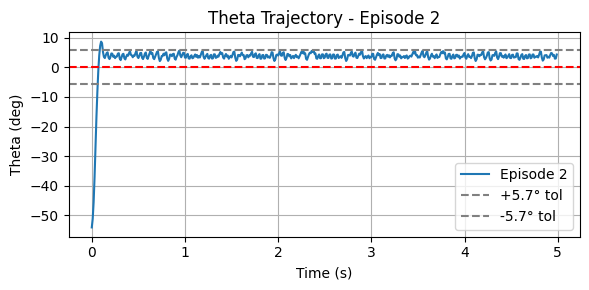 Theta Trajectory - Episode 2
Theta (deg)
10
0
−10
−20
−30
−40
−50
0
1
2
3
4
5
Time (s)
Episode 2
+5.7° tol
-5.7° tol